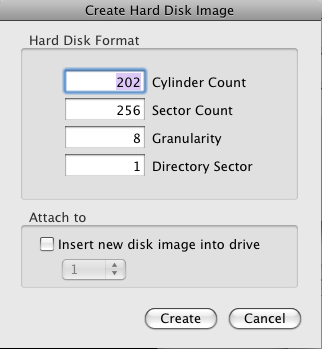 Create Hard Disk Image
Hard Disk Format
202 Cylinder Count
256 Sector Count
8 Granularity
1 Directory Sector
Attach to
Insert new disk image into drive
1
Create Cancel